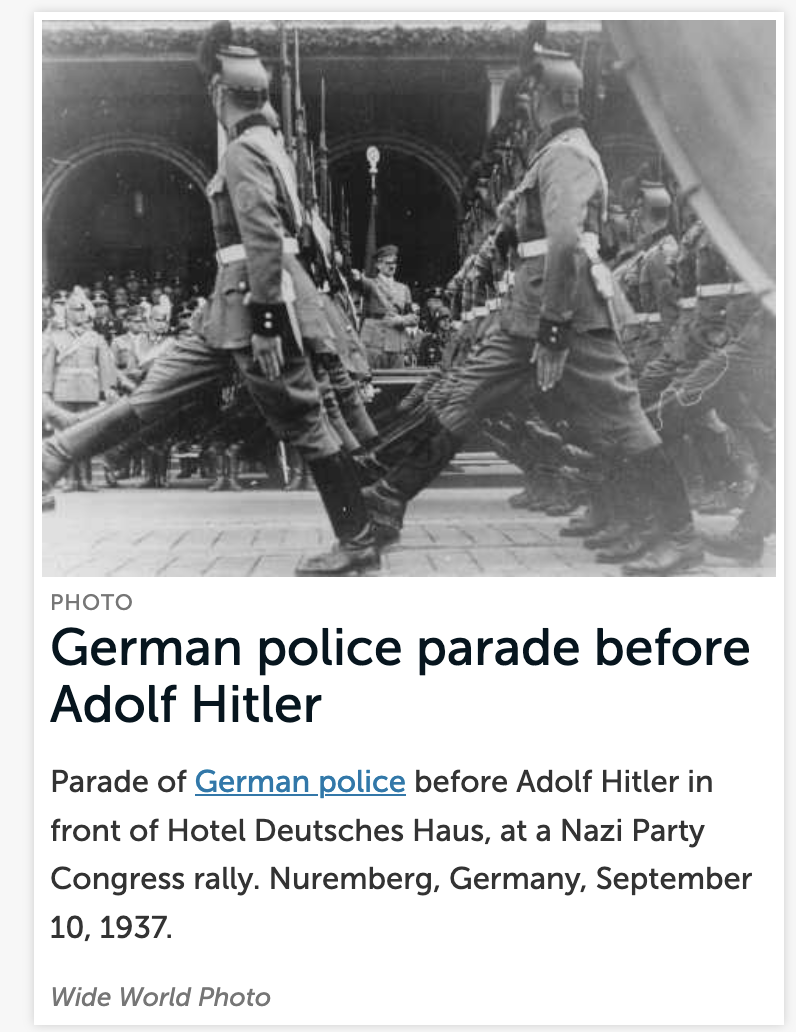 PHOTO
German police parade before
Adolf Hitler
Parade of German police before Adolf Hitler in
front of Hotel Deutsches Haus, at a Nazi Party
Congress rally. Nuremberg, Germany, September
10, 1937.
Wide World Photo